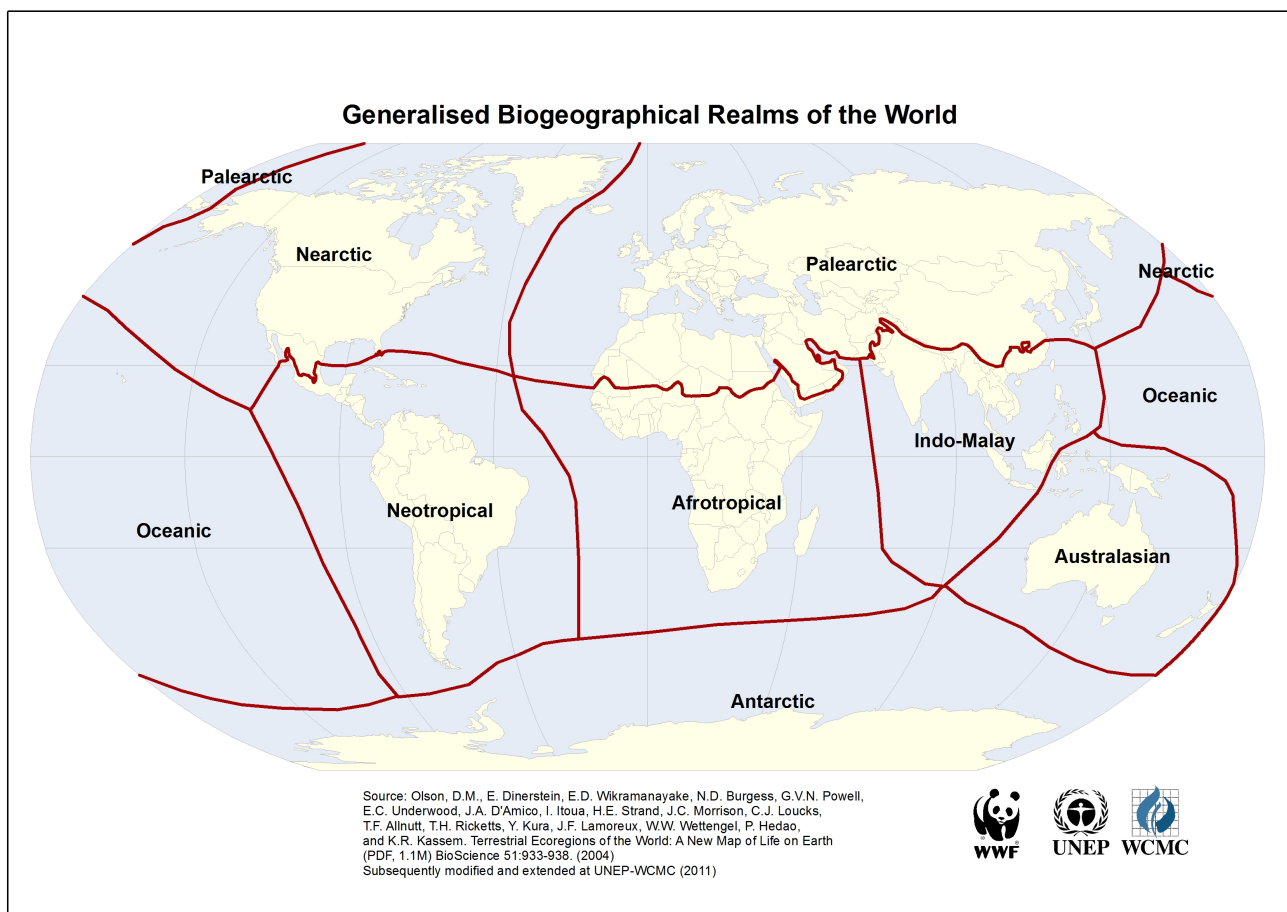 Generalised Biogeographical Realms of the World
Palearctic
Nearctic
Palearctic
Nearctic
Oceanic
Indo-Malay
Neotropical
Afrotropical
Oceanic
Australasian
Antarctic
Source: Olson, D.M., E. Dinerstein, E.D. Wikramanayake, N.D. Burgess, G.V.N. Powell,
E.C. Underwood, J.A. D'Amico, I. Itoua, H.E. Strand, J.C. Morrison, C.J. Loucks,
T.F. Allnutt, T.H. Ricketts, Y. Kura, J.F. Lamoreux, W.W. Wettengel, P. Hedao,
and K.R. Kassem. Terrestrial Ecoregions of the World: A New Map of Life on Earth
(PDF, 1.1M) BioScience 51:933-938. (2004)
Subsequently modified and extended at UNEP-WCMC (2011)
WWF
UNEP WCMC